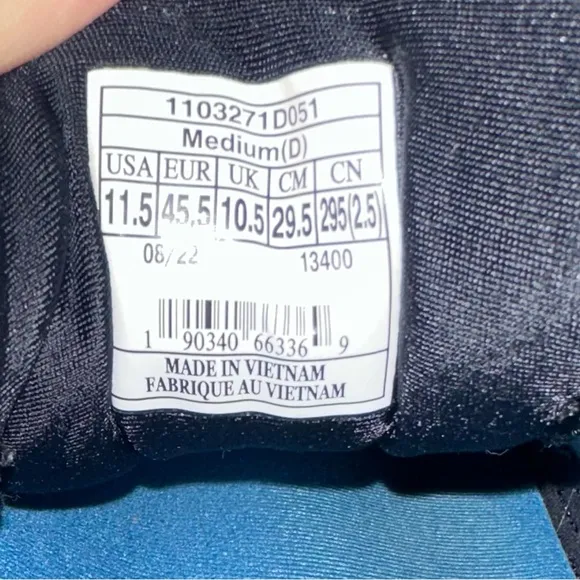 1103271D051
Medium(D)
USA EUR UK CM CN
11.5 45.5 10.5 29.5 295(2.5)
08/22 13400
1 90340 66336 9
MADE IN VIETNAM
FABRIQUE AU VIETNAM